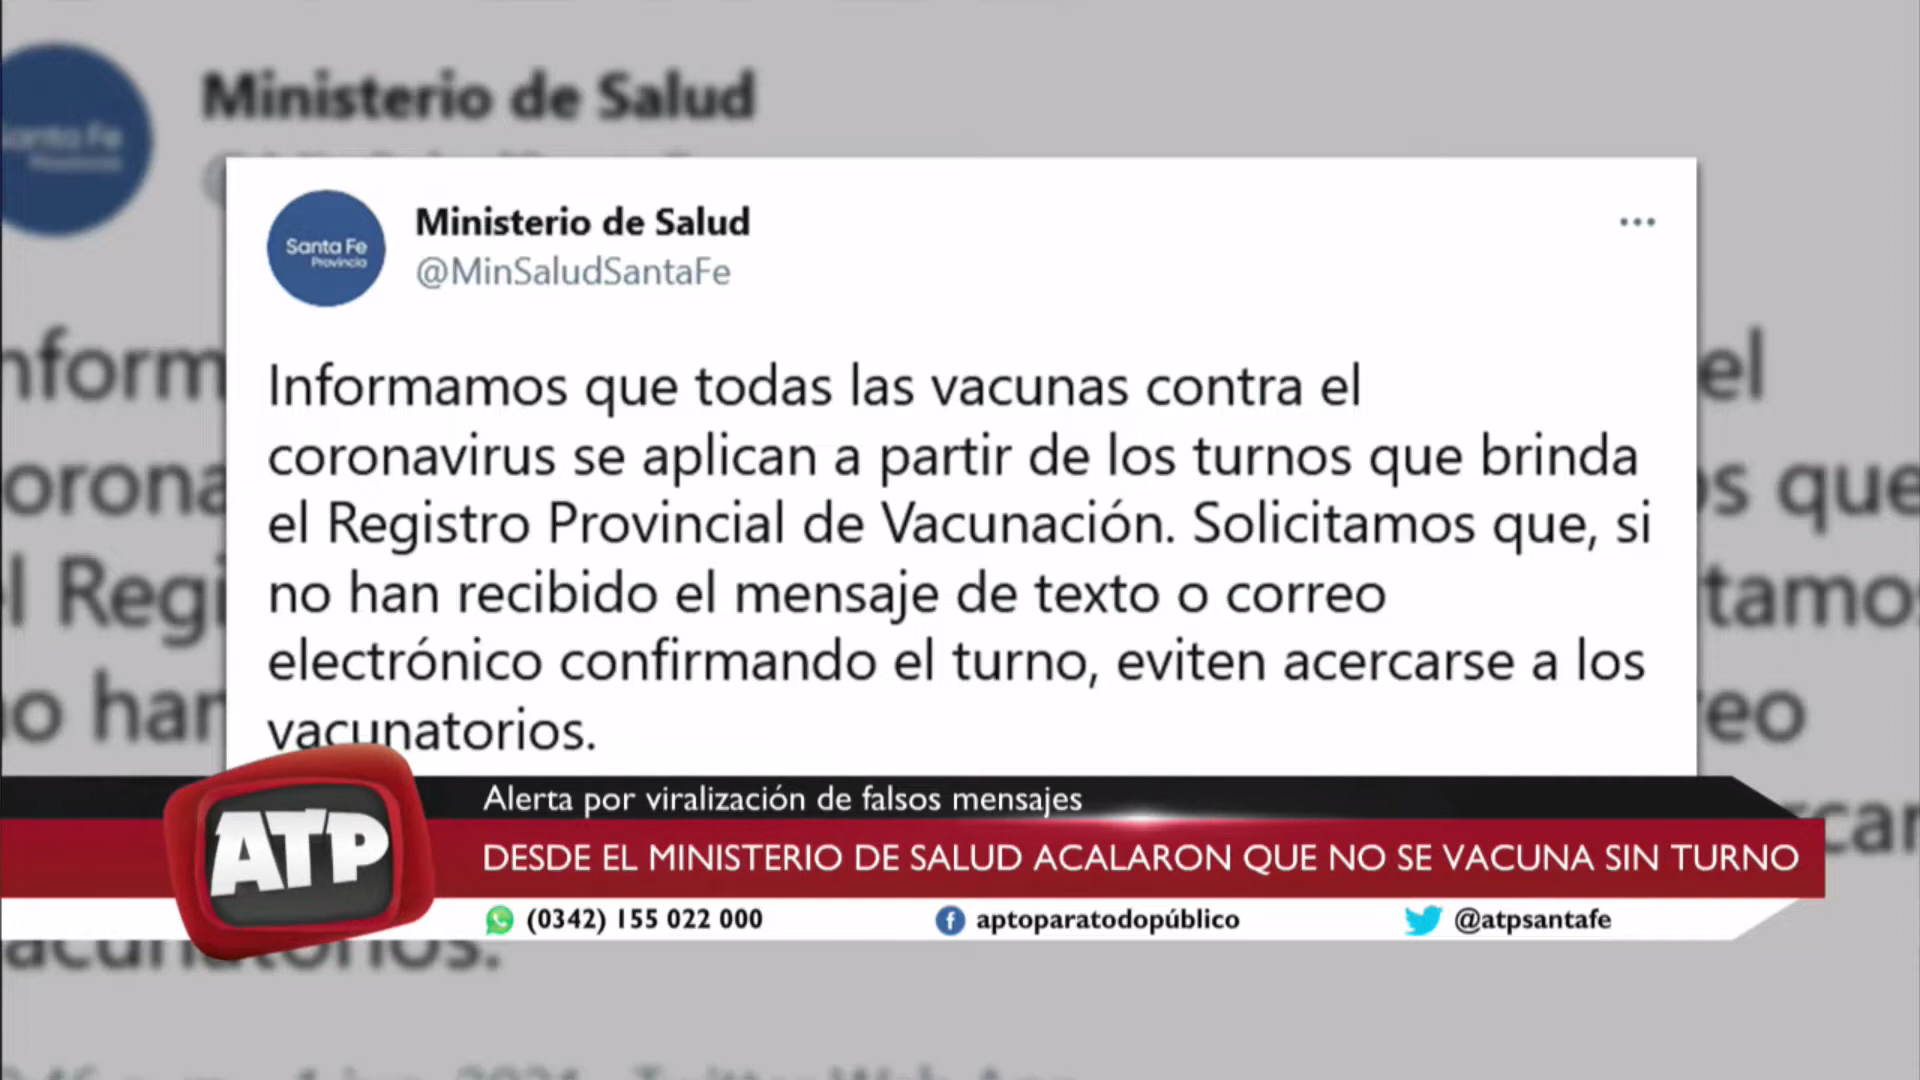 Ministerio de Salud
Santa Fe
Provincia
Ministerio de Salud
@MinSaludSantaFe
Informamos que todas las vacunas contra el
coronavirus se aplican a partir de los turnos que brinda
el Registro Provincial de Vacunación. Solicitamos que, si
no han recibido el mensaje de texto o correo
electrónico confirmando el turno, eviten acercarse a los
vacunatorios.
ATP
Alerta por viralización de falsos mensajes
DESDE EL MINISTERIO DE SALUD ACALARON QUE NO SE VACUNA SIN TURNO
(0342) 155 022 000
aptoparatodopúblico
@atpsantafe